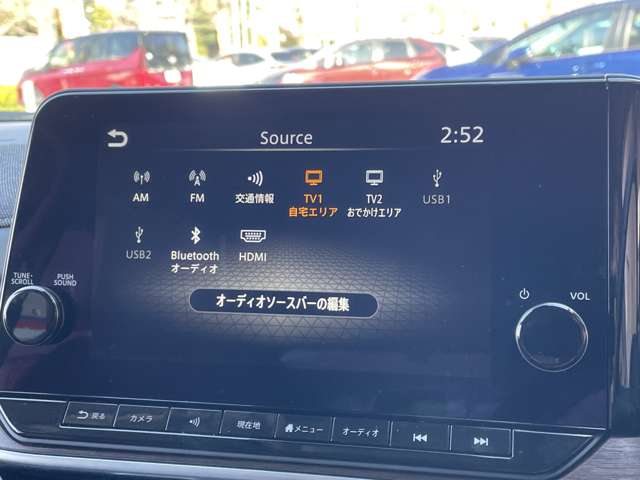 Source
2:52
AM
FM
交通情報
TV1
自宅エリア
TV2
おでかけエリア
USB1
USB2
Bluetooth
オーディオ
HDMI
オーディオソースバーの編集
TUNE・
SCROLL
PUSH
SOUND
VOL
戻る
カメラ
現在地
メニュー
オーディオ